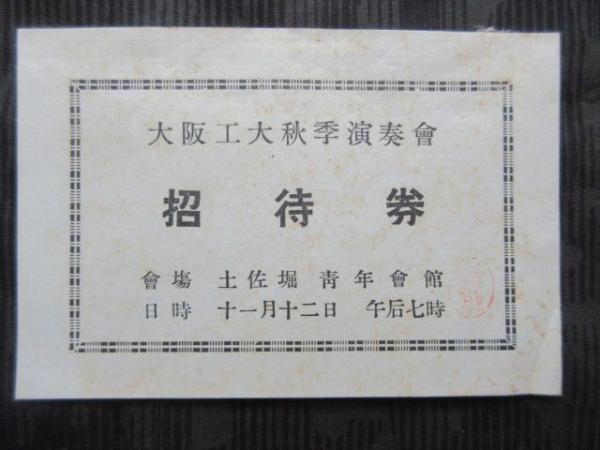 大阪工大秋季演奏會
招待券
會場 土佐堀 青年會館
日時 十一月十二日 午后七時